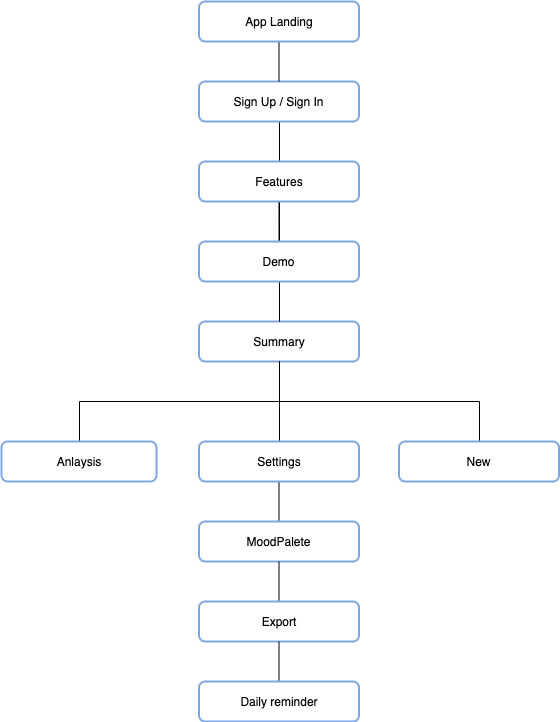 App Landing
Sign Up / Sign In
Features
Demo
Summary
Anlaysis
Settings
New
MoodPalete
Export
Daily reminder